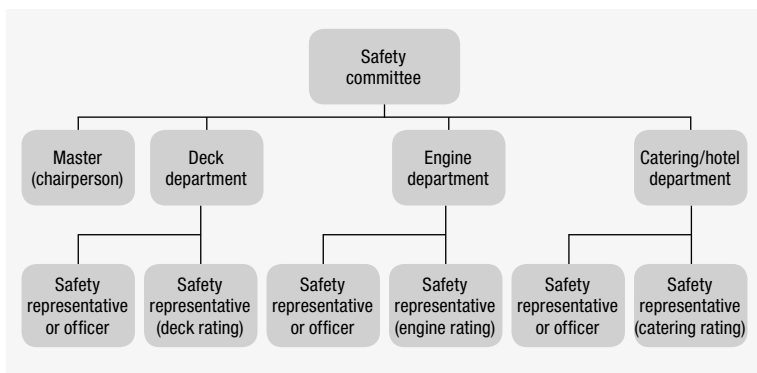 Safety
committee
Master
(chairperson)
Deck
department
Engine
department
Catering/hotel
department
Safety
representative
or officer
Safety
representative
(deck rating)
Safety
representative
or officer
Safety
representative
(engine rating)
Safety
representative
or officer
Safety
representative
(catering rating)